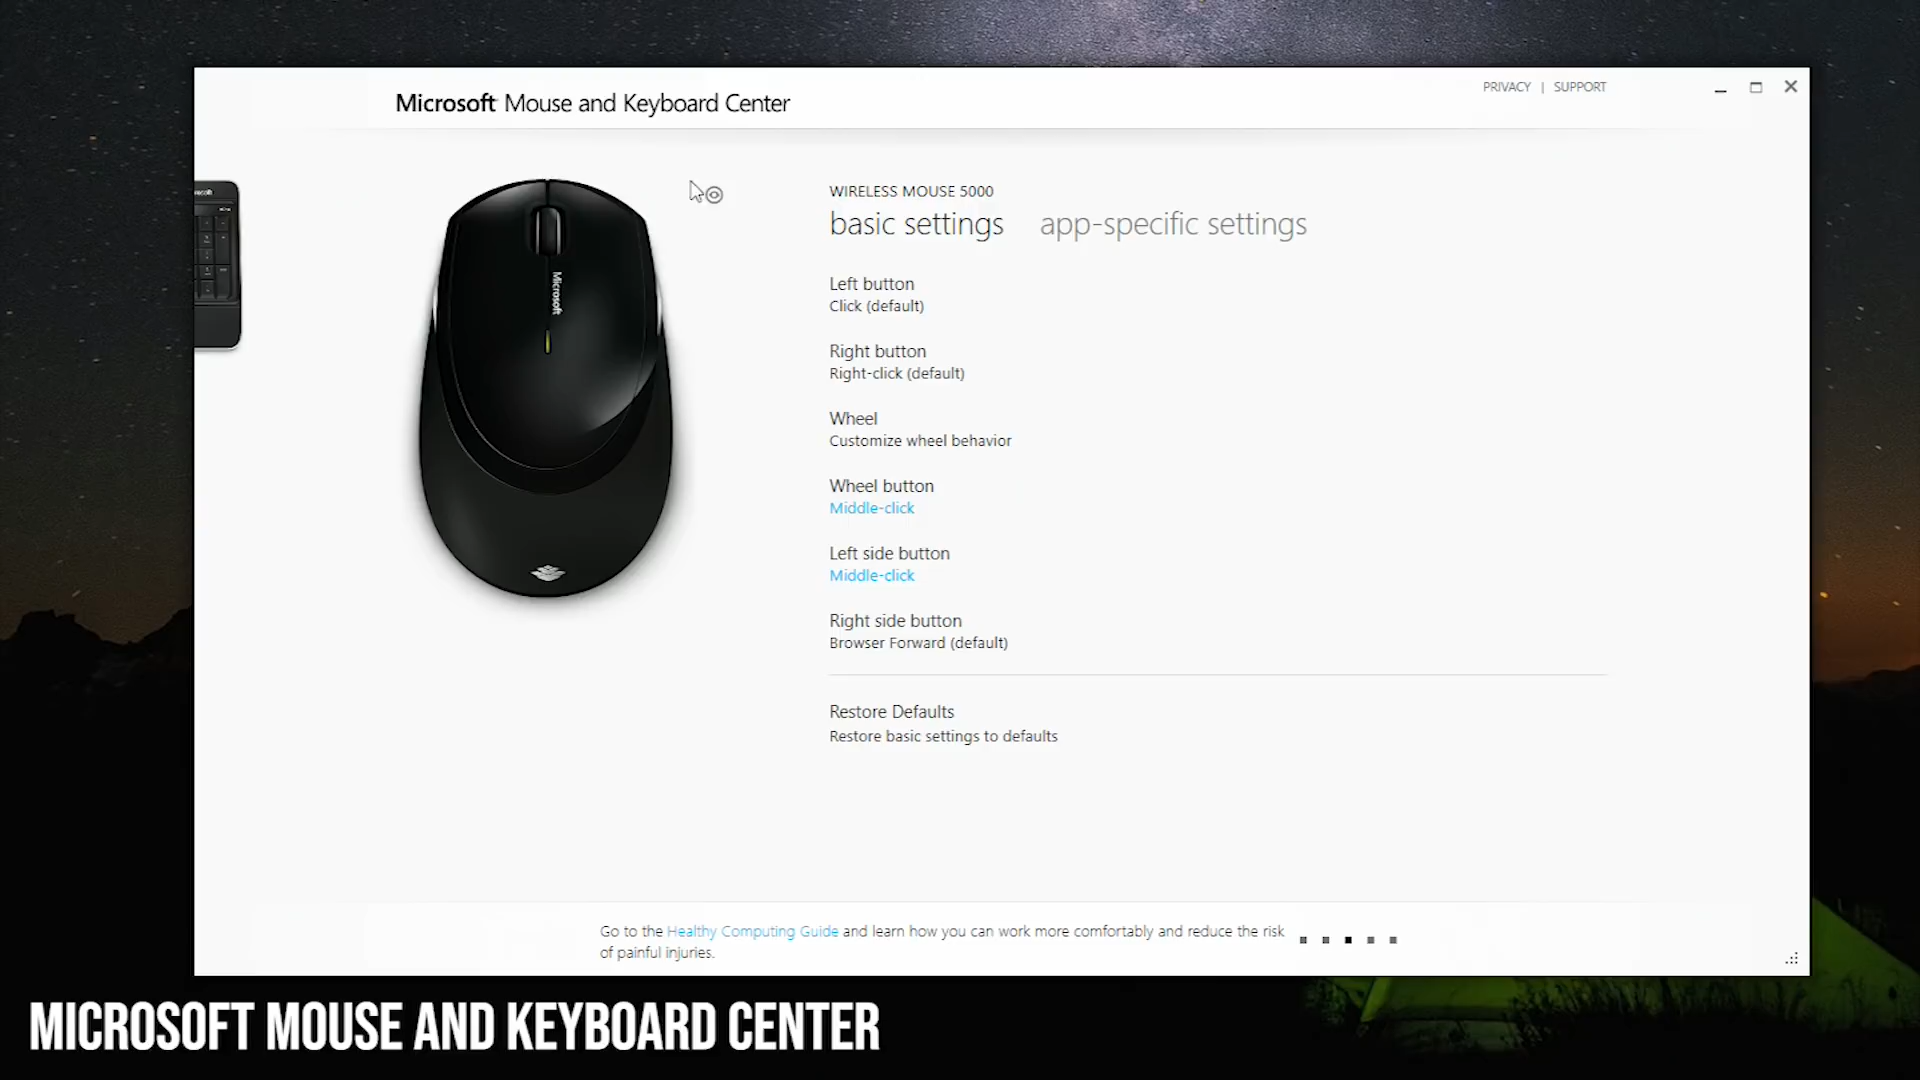 PRIVACY | SUPPORT
Microsoft Mouse and Keyboard Center
WIRELESS MOUSE 5000
basic settings app-specific settings
Left button
Click (default)
Right button
Right-click (default)
Wheel
Customize wheel behavior
Wheel button
Middle-click
Left side button
Middle-click
Right side button
Browser Forward (default)
Restore Defaults
Restore basic settings to defaults
Microsoft
Go to the Healthy Computing Guide and learn how you can work more comfortably and reduce the risk
of painful injuries.
MICROSOFT MOUSE AND KEYBOARD CENTER